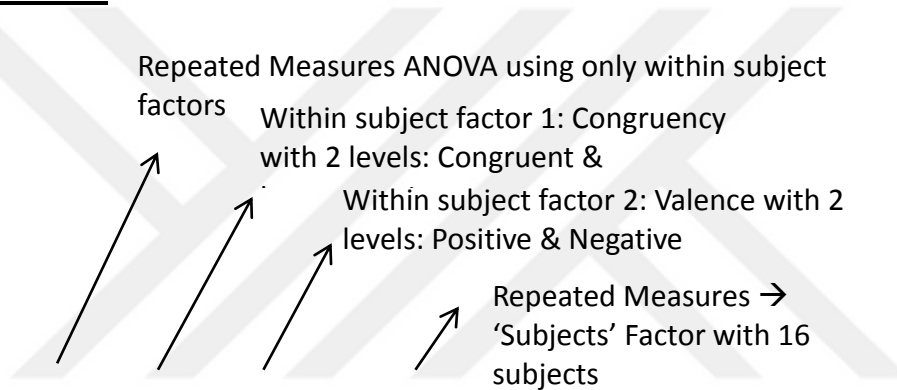 Repeated Measures ANOVA using only within subject
factors
Within subject factor 1: Congruency
with 2 levels: Congruent &
Within subject factor 2: Valence with 2
levels: Positive & Negative
Repeated Measures →
‘Subjects’ Factor with 16
subjects